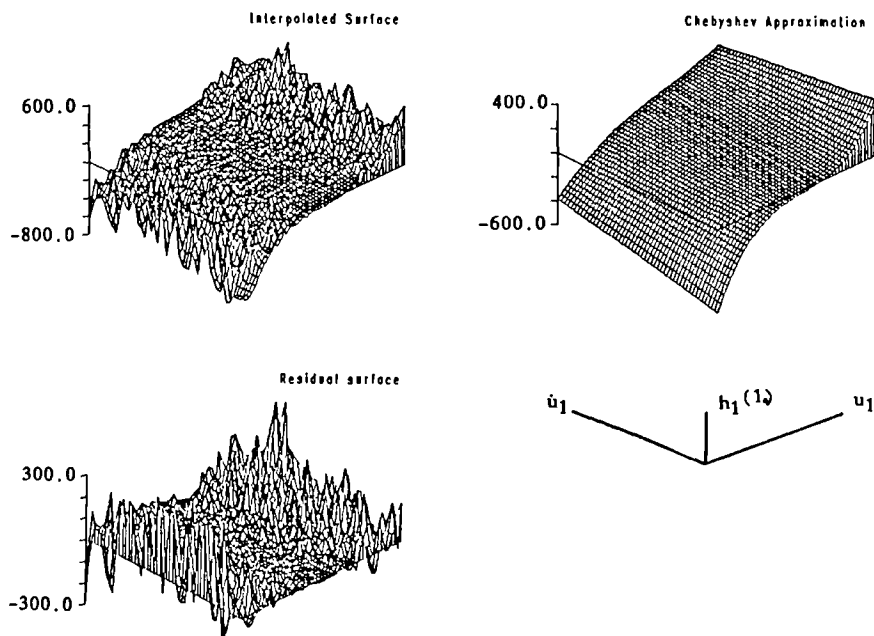 Interpolated Surface
600.0
-800.0
Chebyshev Approximation
400.0
-600.0
Residual surface
300.0
-300.0
u̇1
h1(1)
u1